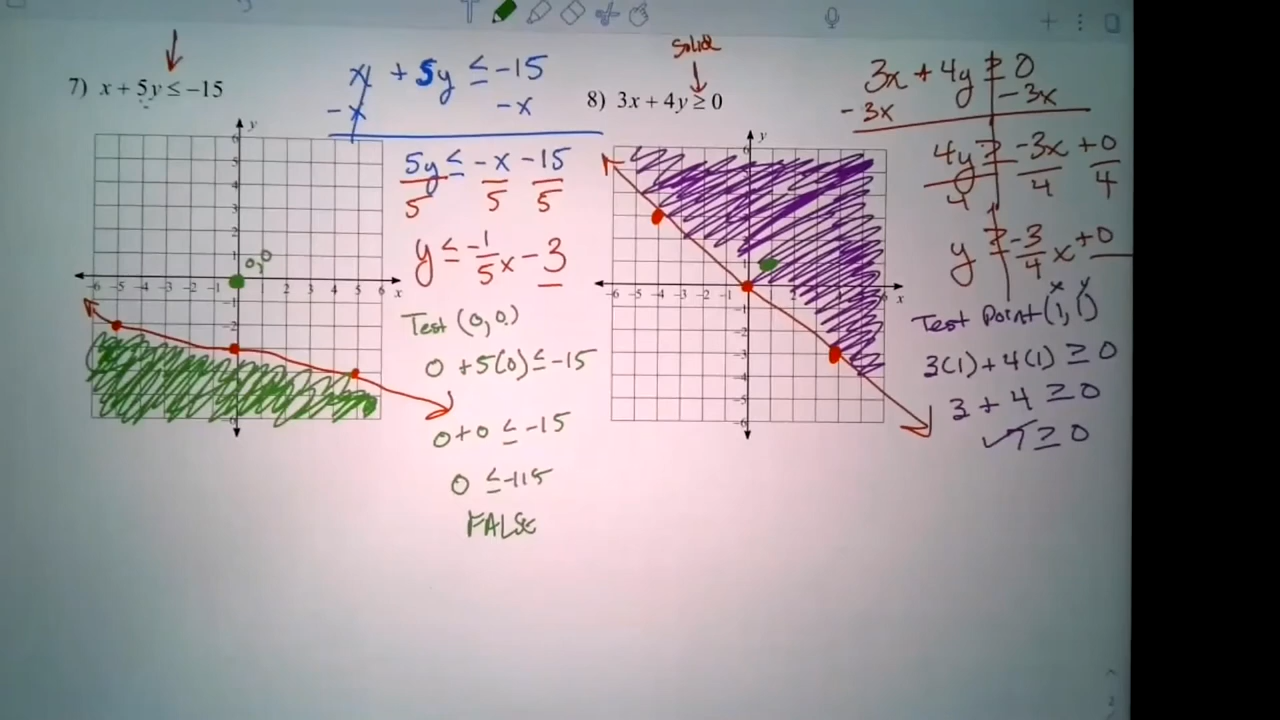 7) x + 5y ≤ −15
x + 5y ≤ -15
-x -x
5y ≤ -x -15
5 5 5
y ≤ -1/5 x - 3
0,0
Test (0,0)
0 + 5(0) ≤ -15
0+0 ≤ -15
0 ≤ -115
FALSE
Solid
8) 3x + 4y ≥ 0
3x + 4y ≥ 0
-3x -3x
4y ≥ -3x +0
4 4 4
y ≥ -3/4 x +0
x y
Test Point (1, 1)
3(1) + 4(1) ≥ 0
3 + 4 ≥ 0
✓ 7 ≥ 0